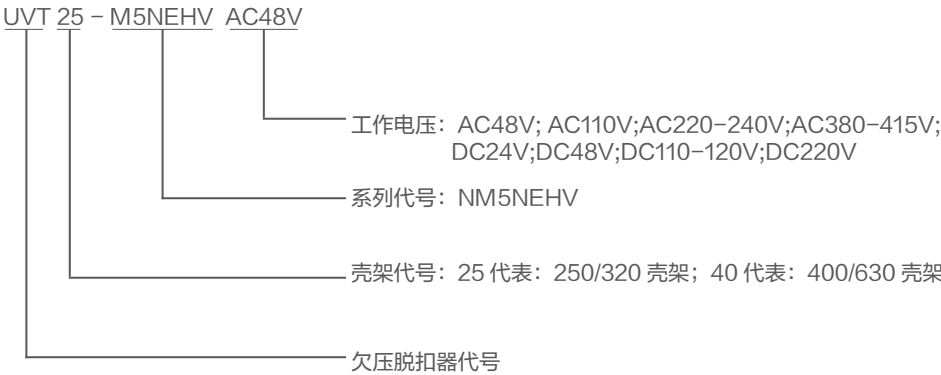 UVT 25 - M5NEHV AC48V
工作电压：AC48V; AC110V;AC220-240V;AC380-415V;
DC24V;DC48V;DC110-120V;DC220V
系列代号：NM5NEHV
壳架代号：25 代表：250/320 壳架；40 代表：400/630 壳架
欠压脱扣器代号